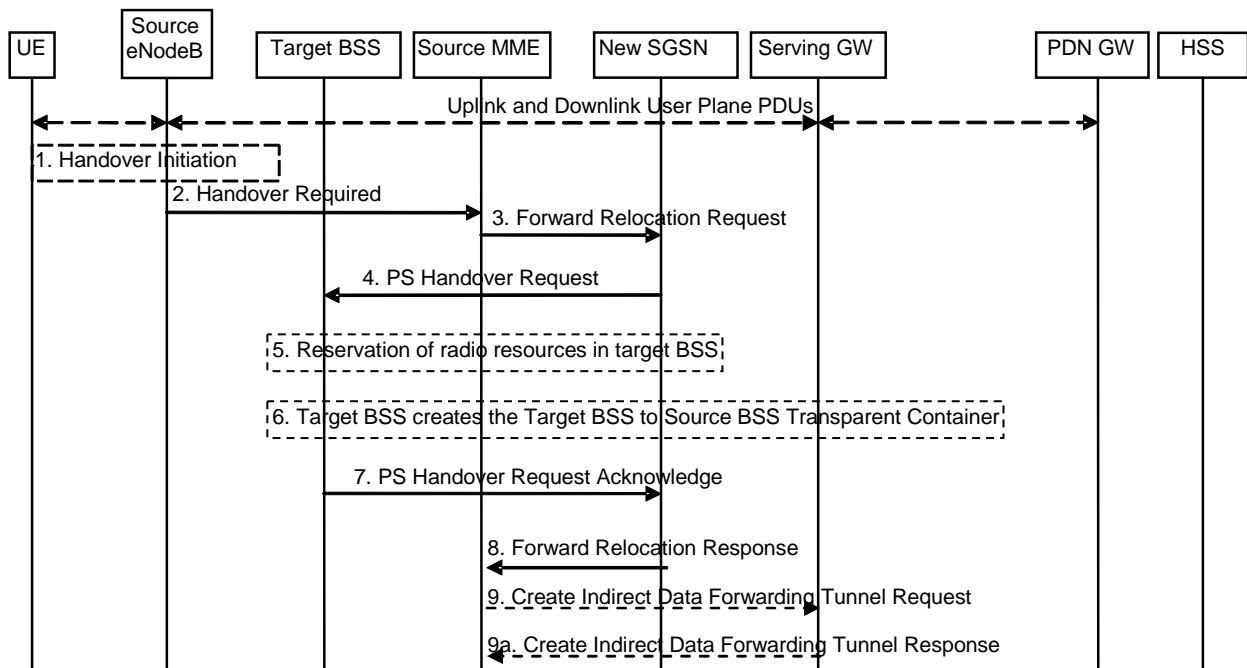 UE
Source
eNodeB
Target BSS
Source MME
New SGSN
Serving GW
PDN GW
HSS
Uplink and Downlink User Plane PDUs
1. Handover Initiation
2. Handover Required
3. Forward Relocation Request
4. PS Handover Request
5. Reservation of radio resources in target BSS
6. Target BSS creates the Target BSS to Source BSS Transparent Container
7. PS Handover Request Acknowledge
8. Forward Relocation Response
9. Create Indirect Data Forwarding Tunnel Request
9a. Create Indirect Data Forwarding Tunnel Response